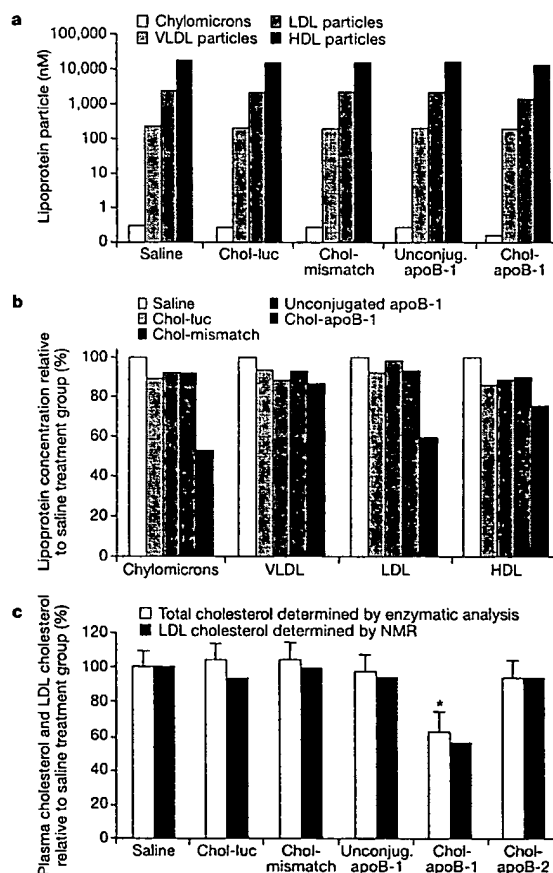 a
Chylomicrons LDL particles
VLDL particles HDL particles
Lipoprotein particle (nM)
100,000
10,000
1,000
100
1
0
Saline Chol-luc Chol-mismatch Unconjug. apoB-1 Chol-apoB-1
b
Saline Unconjugated apoB-1
Chol-luc Chol-apoB-1
Chol-mismatch
Lipoprotein concentration relative
to saline treatment group (%)
100
80
60
40
20
0
Chylomicrons VLDL LDL HDL
c
Total cholesterol determined by enzymatic analysis
LDL cholesterol determined by NMR
Plasma cholesterol and LDL cholesterol
relative to saline treatment group (%)
120
100
80
60
40
20
0
*
Saline Chol-luc Chol-mismatch Unconjug. apoB-1 Chol-apoB-1 Chol-apoB-2